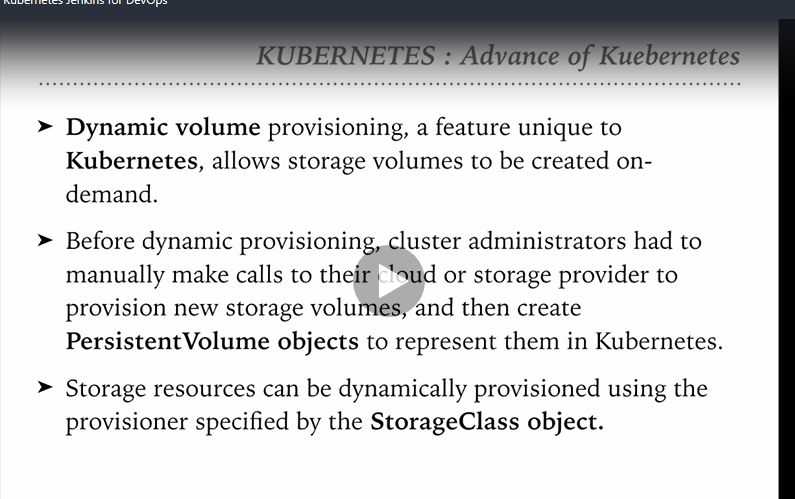 Kubernetes Jenkins for DevOps
KUBERNETES : Advance of Kuebernetes
➤ Dynamic volume provisioning, a feature unique to
Kubernetes, allows storage volumes to be created on-
demand.
➤ Before dynamic provisioning, cluster administrators had to
manually make calls to their cloud or storage provider to
provision new storage volumes, and then create
PersistentVolume objects to represent them in Kubernetes.
➤ Storage resources can be dynamically provisioned using the
provisioner specified by the StorageClass object.